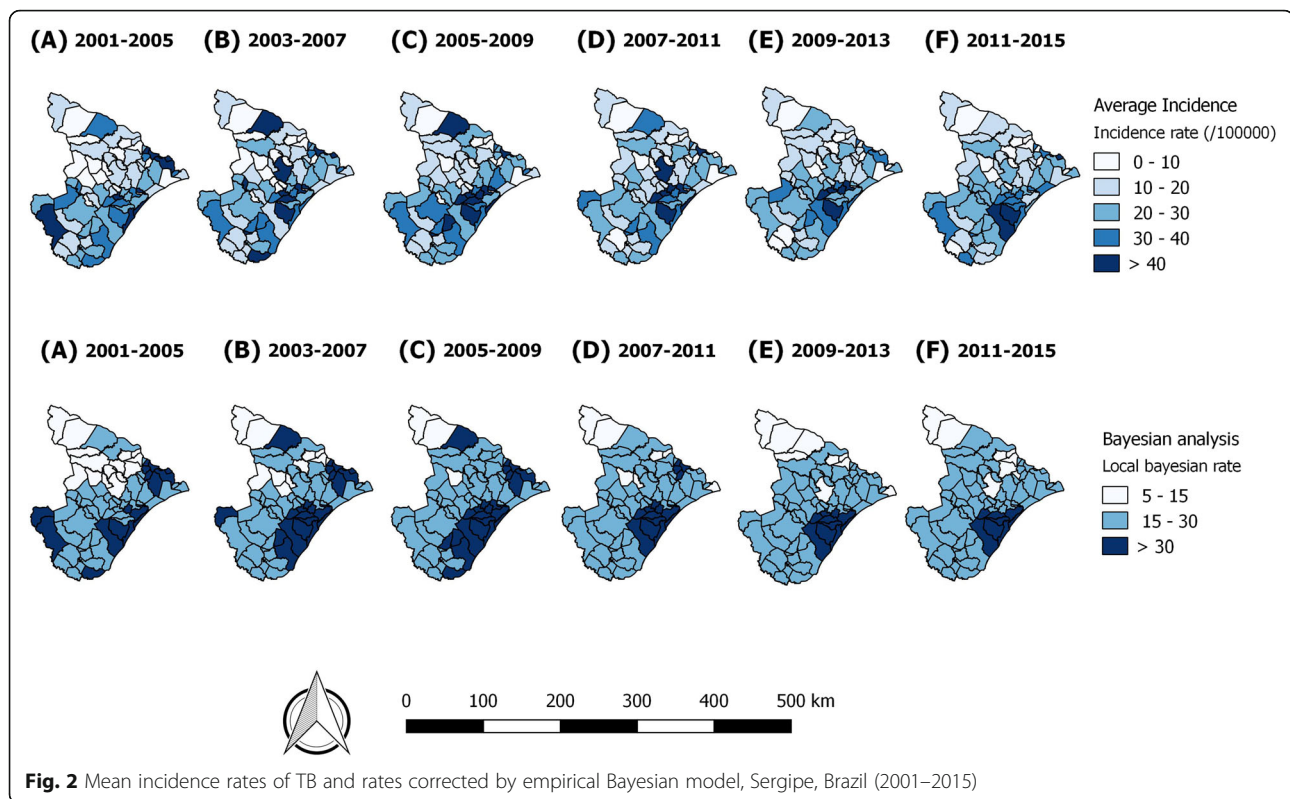 (A) 2001-2005 (B) 2003-2007 (C) 2005-2009 (D) 2007-2011 (E) 2009-2013 (F) 2011-2015
Average Incidence
Incidence rate (/100000)
0 - 10
10 - 20
20 - 30
30 - 40
> 40
(A) 2001-2005 (B) 2003-2007 (C) 2005-2009 (D) 2007-2011 (E) 2009-2013 (F) 2011-2015
Bayesian analysis
Local bayesian rate
5 - 15
15 - 30
> 30
0 100 200 300 400 500 km
Fig. 2 Mean incidence rates of TB and rates corrected by empirical Bayesian model, Sergipe, Brazil (2001–2015)